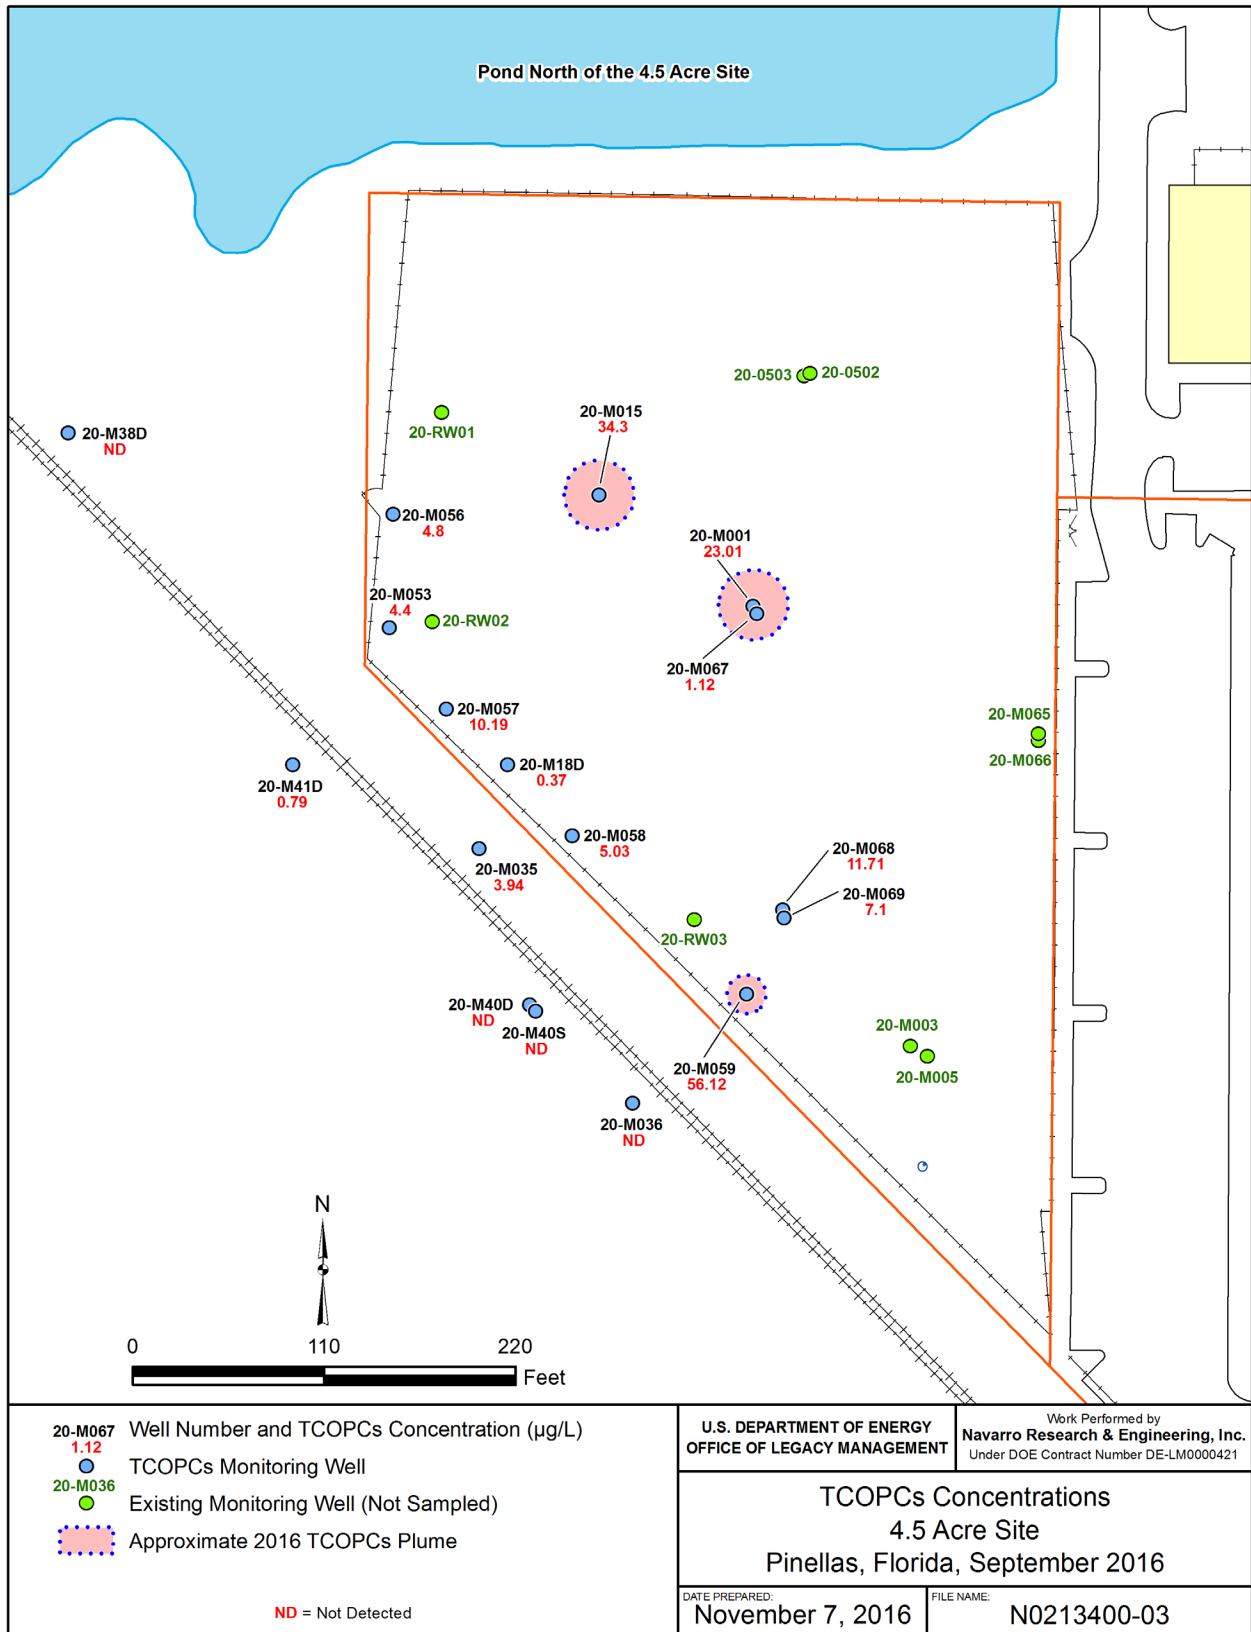 Pond North of the 4.5 Acre Site
20-0503
20-0502
20-M015
34.3
20-RW01
20-M38D
ND
20-M056
4.8
20-M001
23.01
20-M053
4.4
20-RW02
20-M067
1.12
20-M057
10.19
20-M065
20-M066
20-M18D
0.37
20-M41D
0.79
20-M058
5.03
20-M068
11.71
20-M035
3.94
20-M069
7.1
20-RW03
20-M40D
ND
20-M40S
ND
20-M003
20-M059
56.12
20-M005
20-M036
ND
N
0 110 220
Feet
20-M067
1.12
Well Number and TCOPCs Concentration (µg/L)
TCOPCs Monitoring Well
20-M036
Existing Monitoring Well (Not Sampled)
Approximate 2016 TCOPCs Plume
ND = Not Detected
U.S. DEPARTMENT OF ENERGY
OFFICE OF LEGACY MANAGEMENT
Work Performed by
Navarro Research & Engineering, Inc.
Under DOE Contract Number DE-LM0000421
TCOPCs Concentrations
4.5 Acre Site
Pinellas, Florida, September 2016
DATE PREPARED:
November 7, 2016
FILE NAME:
N0213400-03